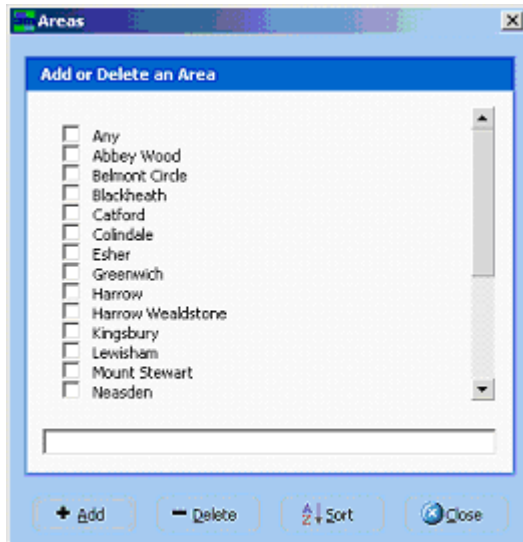 Areas
Add or Delete an Area
Any
Abbey Wood
Belmont Circle
Blackheath
Catford
Colindale
Esher
Greenwich
Harrow
Harrow Wealdstone
Kingsbury
Lewisham
Mount Stewart
Neasden
Add Delete Sort Close